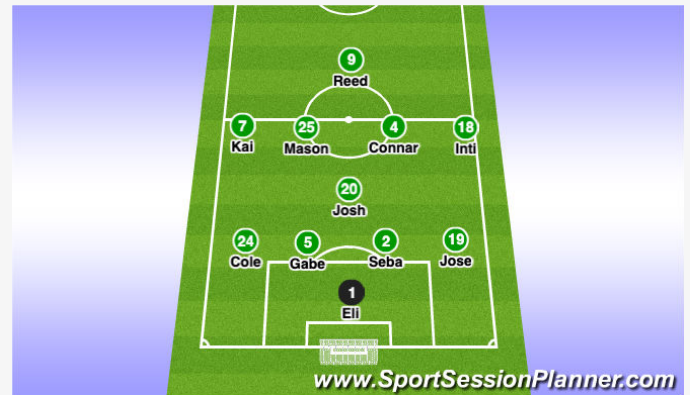 9
Reed
7 25 4 18
Kai Mason Connar Inti
20
Josh
24 5 2 19
Cole Gabe Seba Jose
1
Eli
www.SportSessionPlanner.com